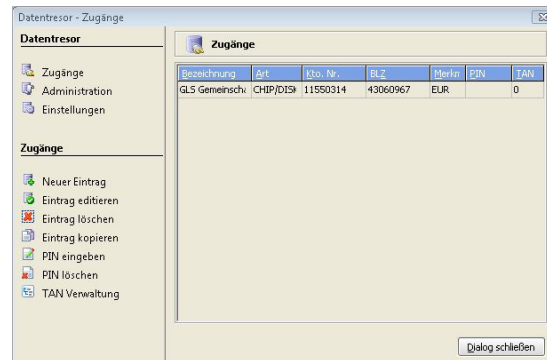 Datentresor - Zugänge
Datentresor
Zugänge
Administration
Einstellungen
Zugänge
Neuer Eintrag
Eintrag editieren
Eintrag löschen
Eintrag kopieren
PIN eingeben
PIN löschen
TAN Verwaltung
Zugänge
Bezeichnung Art Kto. Nr. BLZ Merkm PIN TAN
GLS Gemeinscha CHIP/DISK 11550314 43060967 EUR 0
Dialog schließen